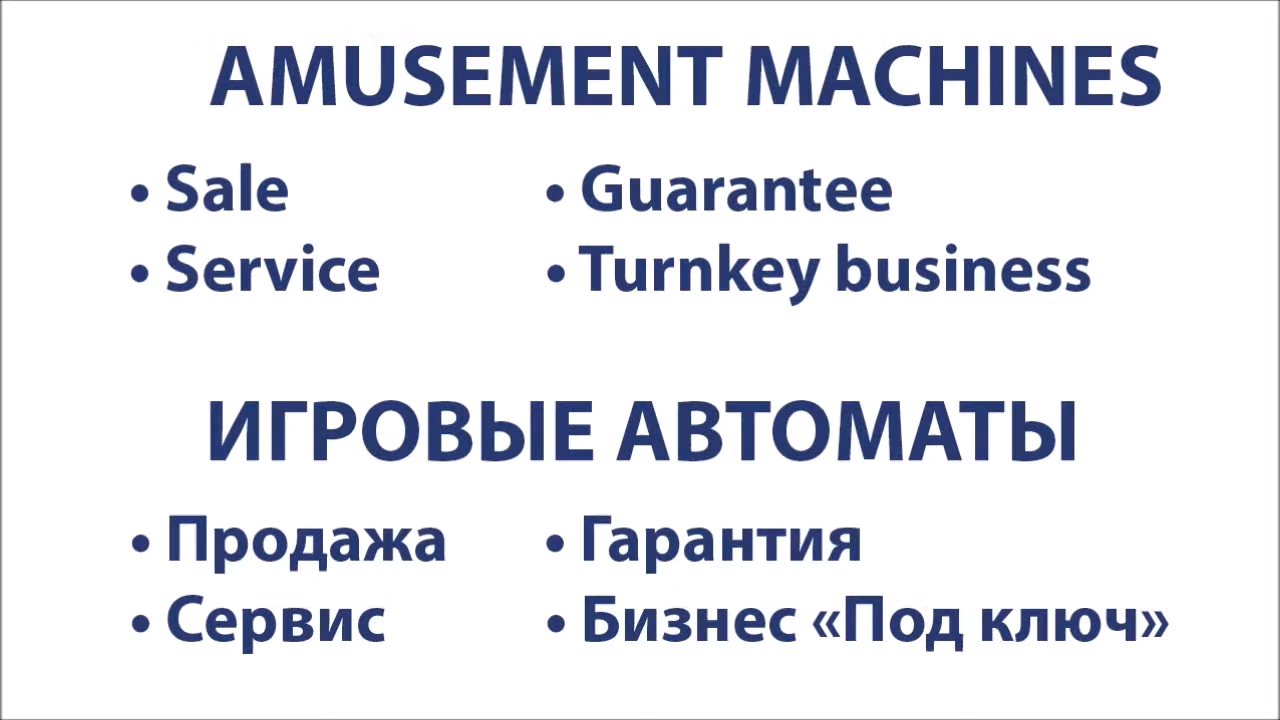 AMUSEMENT MACHINES
• Sale • Guarantee
• Service • Turnkey business
ИГРОВЫЕ АВТОМАТЫ
• Продажа • Гарантия
• Сервис • Бизнес «Под ключ»